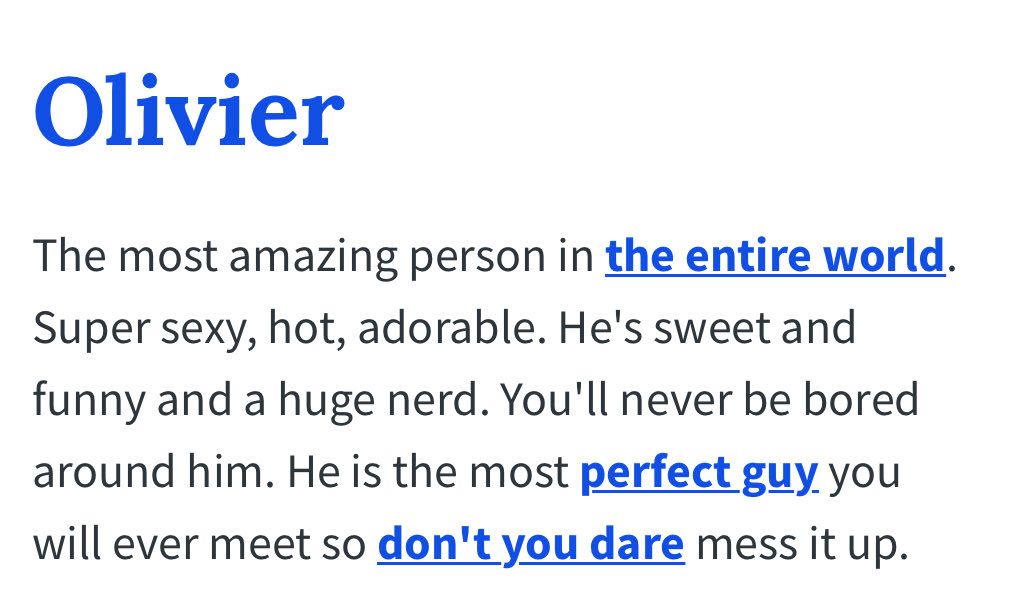 Olivier
The most amazing person in the entire world.
Super sexy, hot, adorable. He's sweet and
funny and a huge nerd. You'll never be bored
around him. He is the most perfect guy you
will ever meet so don't you dare mess it up.